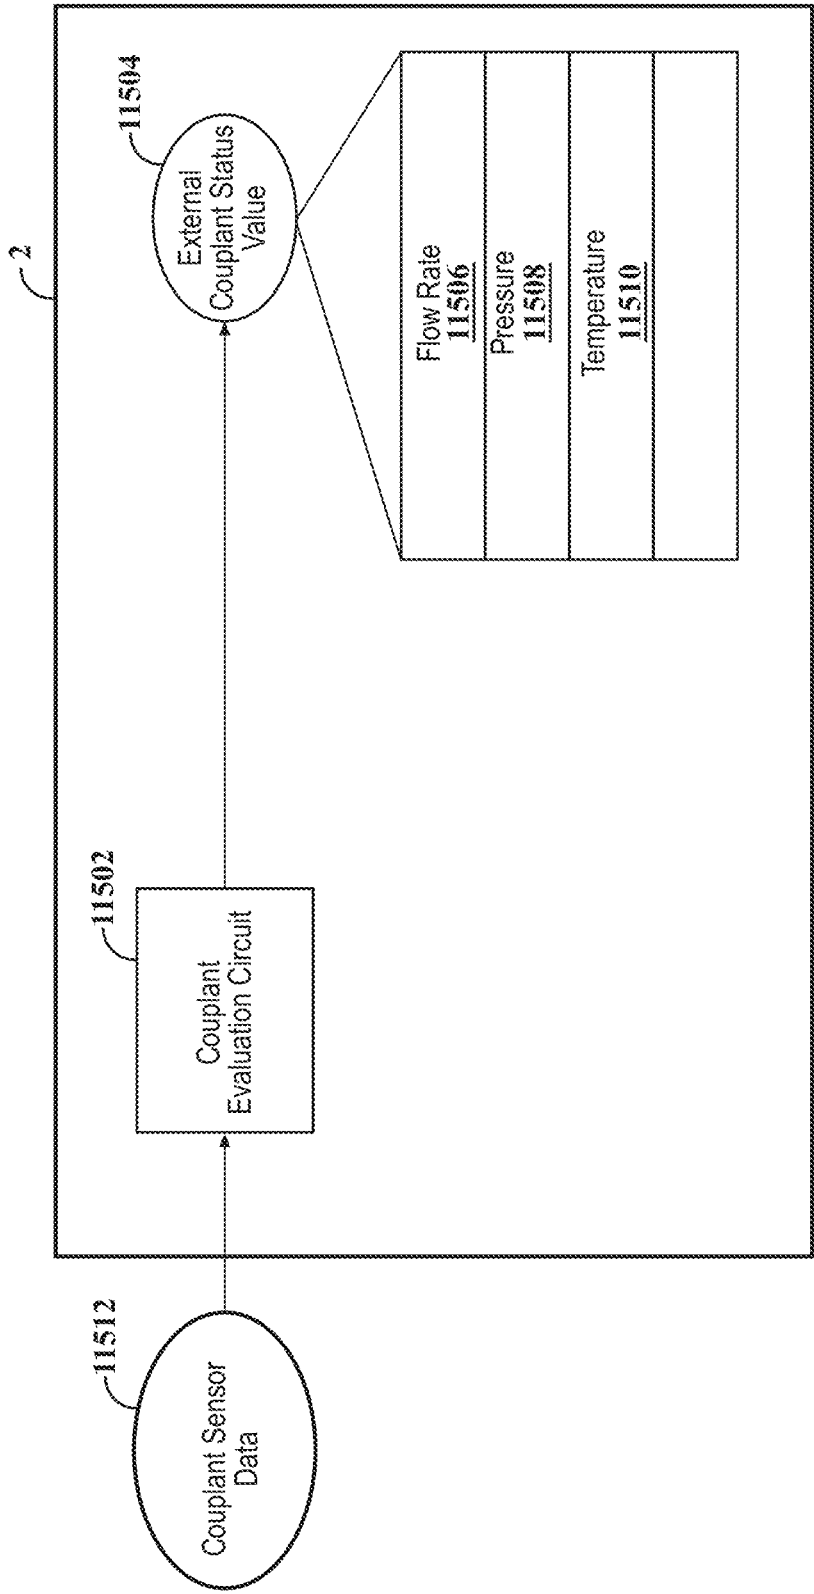 11512
Couplant Sensor
Data
2
11502
Couplant
Evaluation Circuit
11504
External
Couplant Status
Value
Flow Rate
11506
Pressure
11508
Temperature
11510